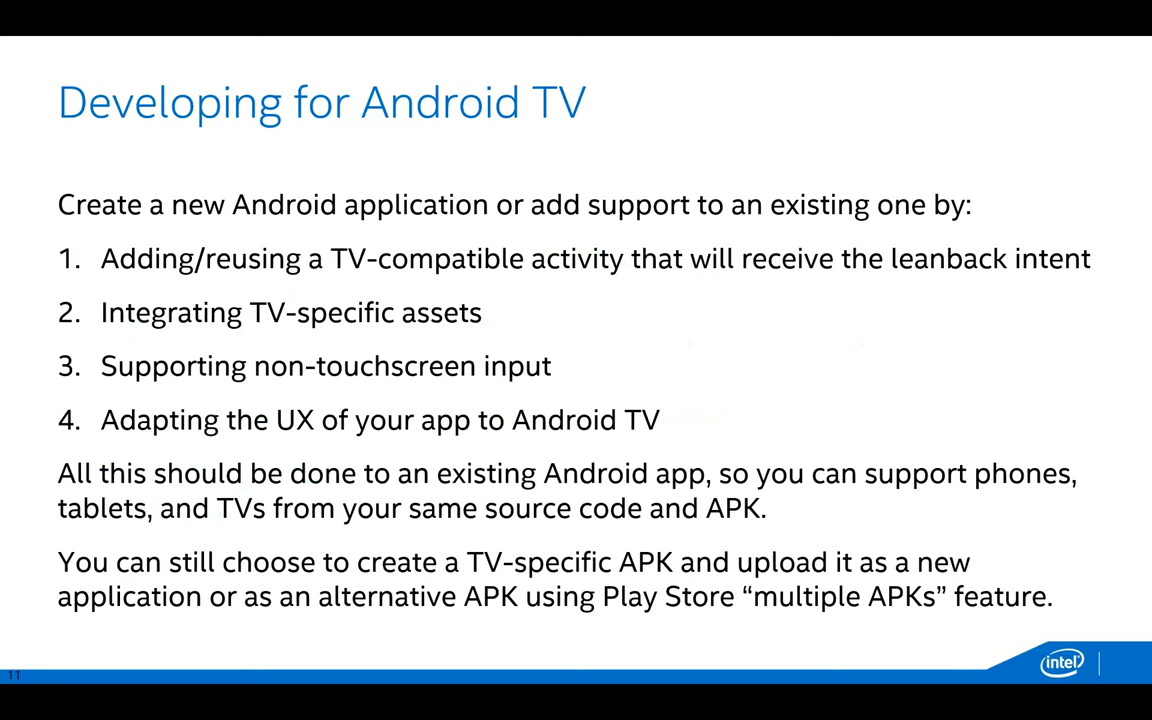 Developing for Android TV
Create a new Android application or add support to an existing one by:
1. Adding/reusing a TV-compatible activity that will receive the leanback intent
2. Integrating TV-specific assets
3. Supporting non-touchscreen input
4. Adapting the UX of your app to Android TV
All this should be done to an existing Android app, so you can support phones,
tablets, and TVs from your same source code and APK.
You can still choose to create a TV-specific APK and upload it as a new
application or as an alternative APK using Play Store “multiple APKs” feature.
11
intel